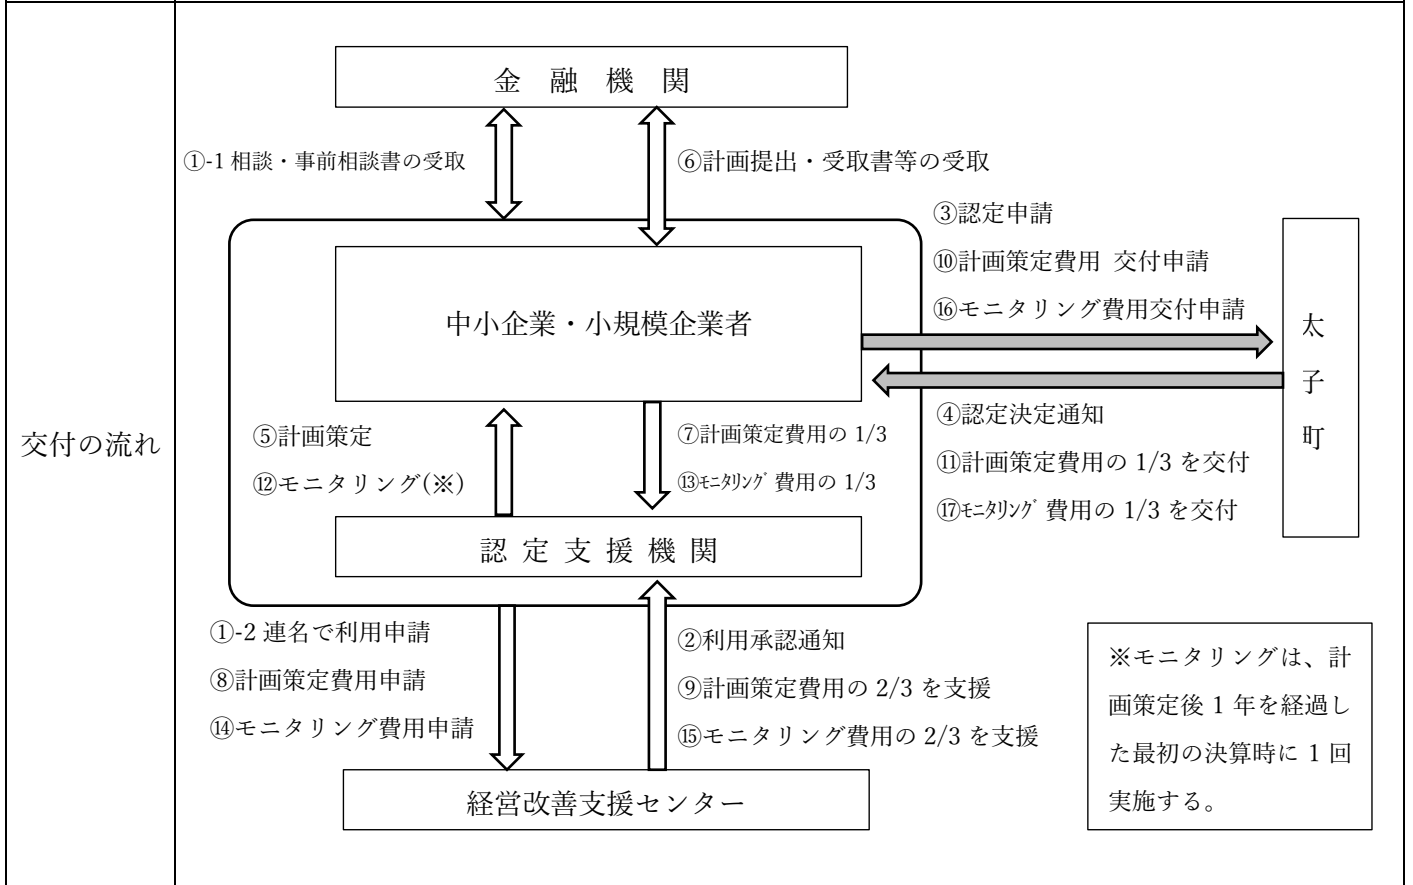 交付の流れ
金融機関
①-1 相談・事前相談書の受取
⑥計画提出・受取書等の受取
③認定申請
⑩計画策定費用 交付申請
⑯モニタリング費用交付申請
中小企業・小規模企業者
太子町
④認定決定通知
⑪計画策定費用の 1/3 を交付
⑰ﾓﾆﾀﾘﾝｸﾞ費用の 1/3 を交付
⑤計画策定
⑫モニタリング(※)
⑦計画策定費用の 1/3
⑬ﾓﾆﾀﾘﾝｸﾞ費用の 1/3
認定支援機関
①-2 連名で利用申請
⑧計画策定費用申請
⑭モニタリング費用申請
②利用承認通知
⑨計画策定費用の 2/3 を支援
⑮モニタリング費用の 2/3 を支援
経営改善支援センター
※モニタリングは、計
画策定後 1 年を経過し
た最初の決算時に 1 回
実施する。